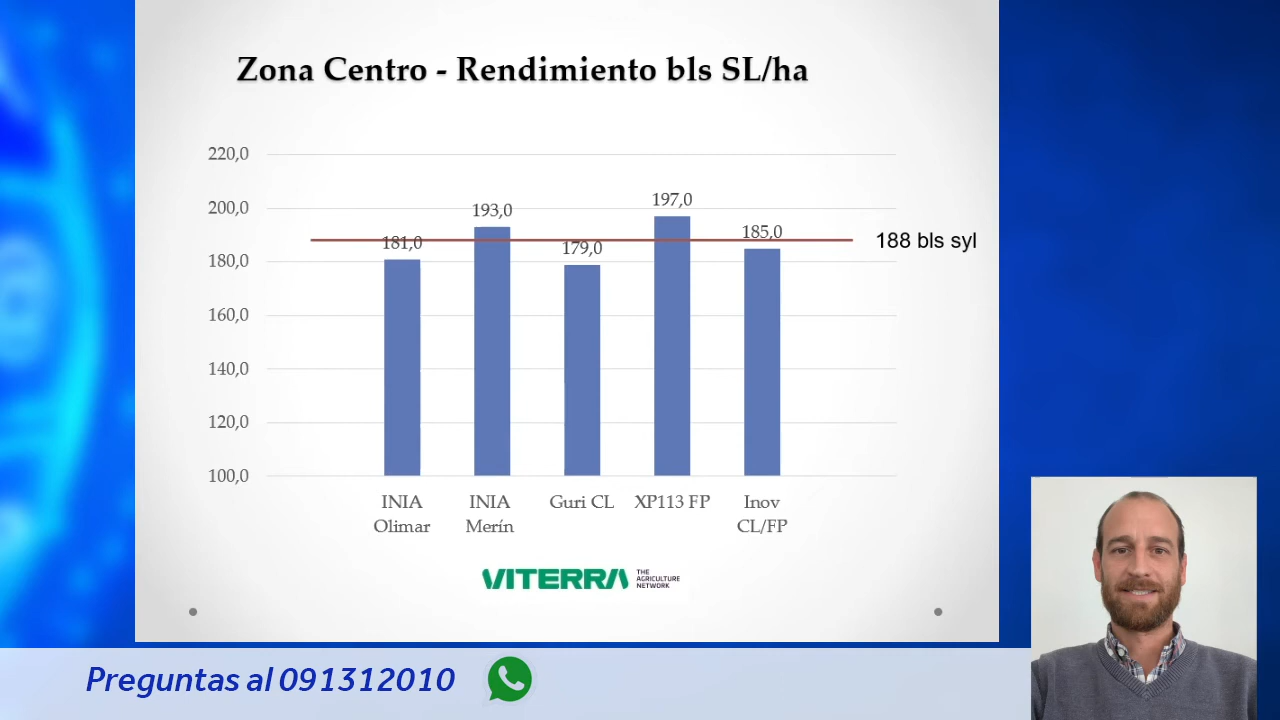 Zona Centro - Rendimiento bls SL/ha
220,0
200,0
180,0
160,0
140,0
120,0
100,0
181,0
193,0
179,0
197,0
185,0
188 bls syl
INIA Olimar
INIA Merín
Guri CL
XP113 FP
Inov CL/FP
VITERRA
THE
AGRICULTURE
NETWORK
Preguntas al 091312010